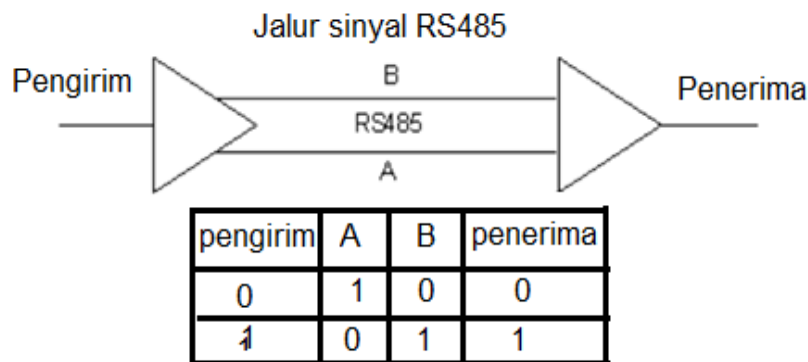 Jalur sinyal RS485
Pengirim
B
Penerima
RS485
A
pengirim A B penerima
0 1 0 0
1 0 1 1